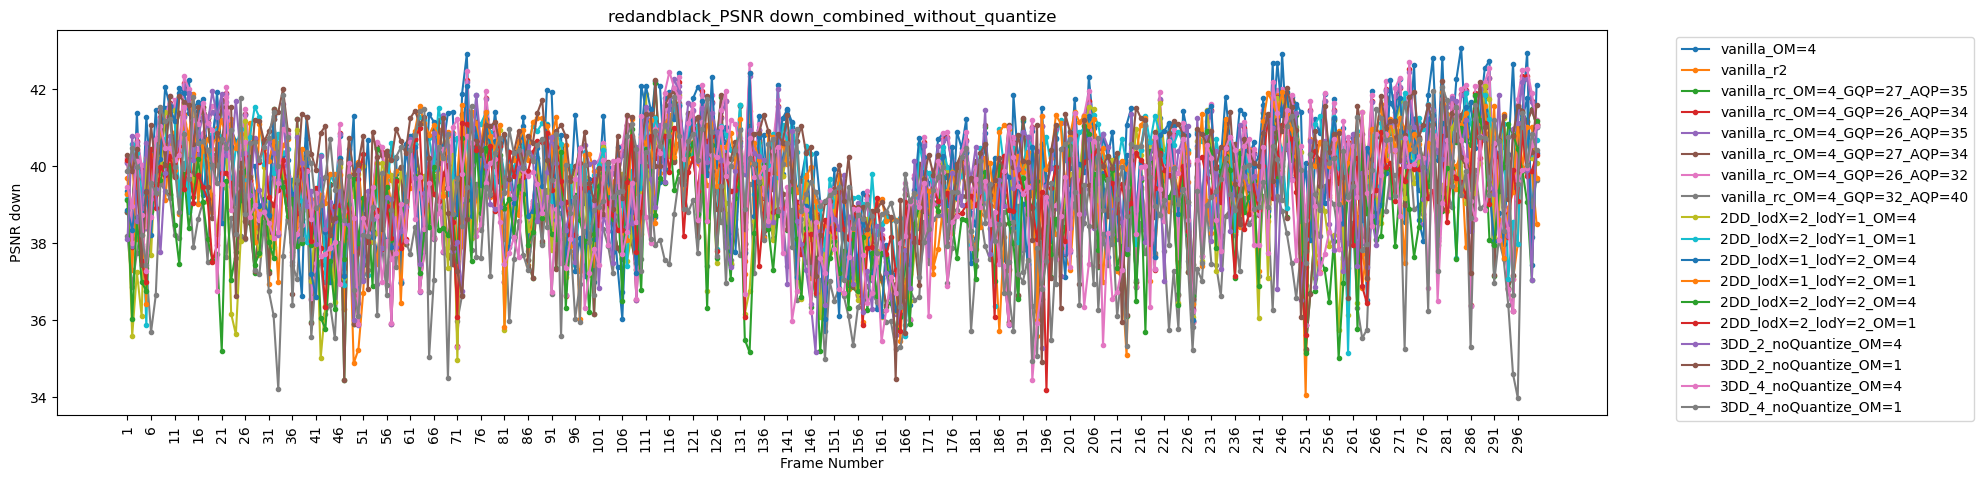 redandblack_PSNR down_combined_without_quantize
PSNR down
42
40
38
36
34
1 6 11 16 21 26 31 36 41 46 51 56 61 66 71 76 81 86 91 96 101 106 111 116 121 126 131 136 141 146 151 156 161 166 171 176 181 186 191 196 201 206 211 216 221 226 231 236 241 246 251 256 261 266 271 276 281 286 291 296
Frame Number
vanilla_OM=4
vanilla_r2
vanilla_rc_OM=4_GQP=27_AQP=35
vanilla_rc_OM=4_GQP=26_AQP=34
vanilla_rc_OM=4_GQP=26_AQP=35
vanilla_rc_OM=4_GQP=27_AQP=34
vanilla_rc_OM=4_GQP=26_AQP=32
vanilla_rc_OM=4_GQP=32_AQP=40
2DD_lodX=2_lodY=1_OM=4
2DD_lodX=2_lodY=1_OM=1
2DD_lodX=1_lodY=2_OM=4
2DD_lodX=1_lodY=2_OM=1
2DD_lodX=2_lodY=2_OM=4
2DD_lodX=2_lodY=2_OM=1
3DD_2_noQuantize_OM=4
3DD_2_noQuantize_OM=1
3DD_4_noQuantize_OM=4
3DD_4_noQuantize_OM=1